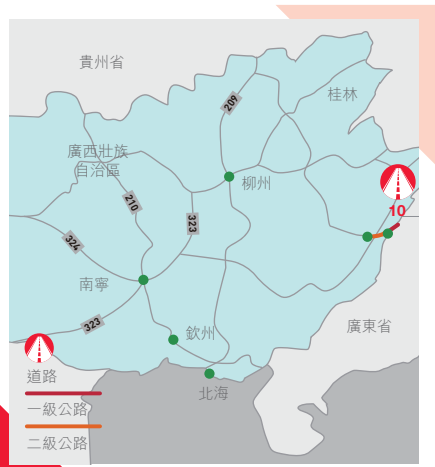 貴州省
桂林
209
廣西壯族
自治區
柳州
210
10
323
324
南寧
323
欽州
廣東省
北海
道路
一級公路
二級公路